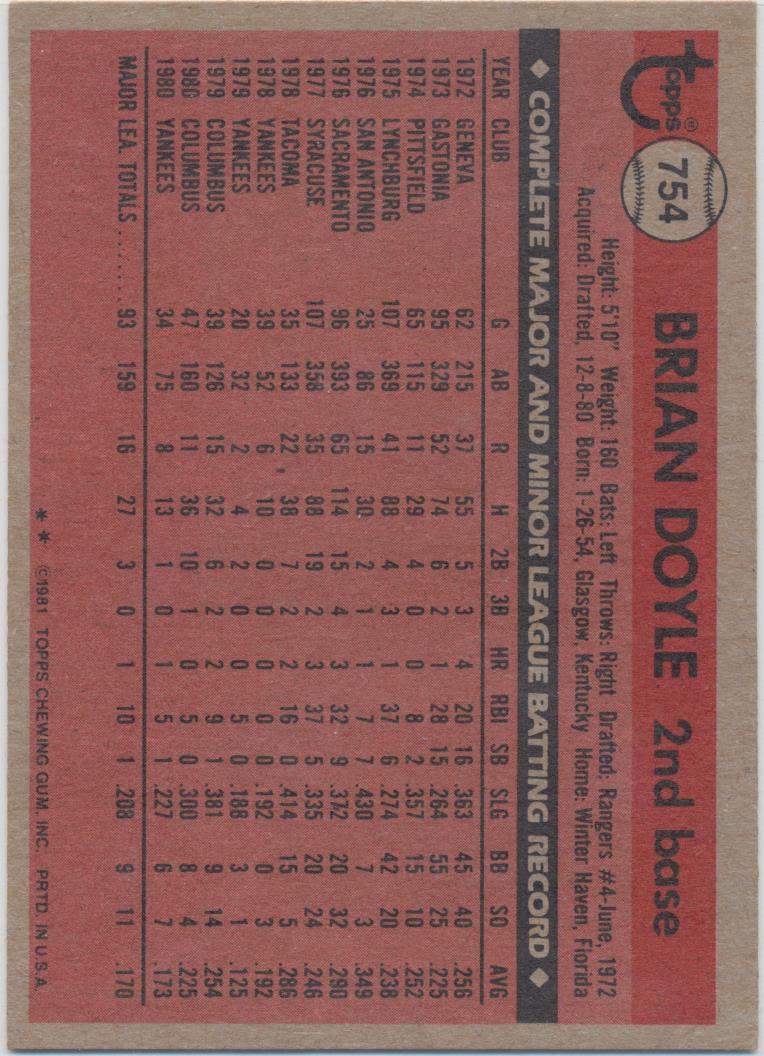 Topps®
754
BRIAN DOYLE 2nd base
Height: 5'10" Weight: 160 Bats: Left Throws: Right Drafted: Rangers #4-June, 1972
Acquired: Drafted, 12-8-80 Born: 1-26-54, Glasgow, Kentucky Home: Winter Haven, Florida
◆ COMPLETE MAJOR AND MINOR LEAGUE BATTING RECORD ◆
YEAR CLUB G AB R H 2B 3B HR RBI SB SLG BB SO AVG
1972 GENEVA 62 215 37 55 5 3 4 20 16 .363 45 40 .256
1973 GASTONIA 95 329 52 74 6 2 1 28 15 .264 55 25 .225
1974 PITTSFIELD 65 115 11 29 4 0 0 8 2 .357 15 10 .252
1975 LYNCHBURG 107 369 41 88 4 3 1 37 6 .274 42 20 .238
1976 SAN ANTONIO 25 86 15 30 2 1 1 7 7 .430 7 3 .349
1976 SACRAMENTO 96 393 65 114 15 4 3 32 9 .372 20 32 .290
1977 SYRACUSE 107 358 35 88 19 2 3 37 5 .335 20 24 .246
1978 TACOMA 35 133 22 38 7 2 2 16 0 .414 15 5 .286
1978 YANKEES 39 52 6 10 0 0 0 0 0 .192 0 3 .192
1979 YANKEES 20 32 2 4 2 0 0 5 0 .188 3 1 .125
1979 COLUMBUS 39 126 15 32 6 2 2 9 1 .381 9 14 .254
1980 COLUMBUS 47 160 11 36 10 1 0 5 0 .300 8 4 .225
1980 YANKEES 34 75 8 13 1 0 1 5 1 .227 6 7 .173
MAJOR LEA. TOTALS ....... 93 159 16 27 3 0 1 10 1 .208 9 11 .170
** ©1981 TOPPS CHEWING GUM, INC. PRTD. IN U.S.A.